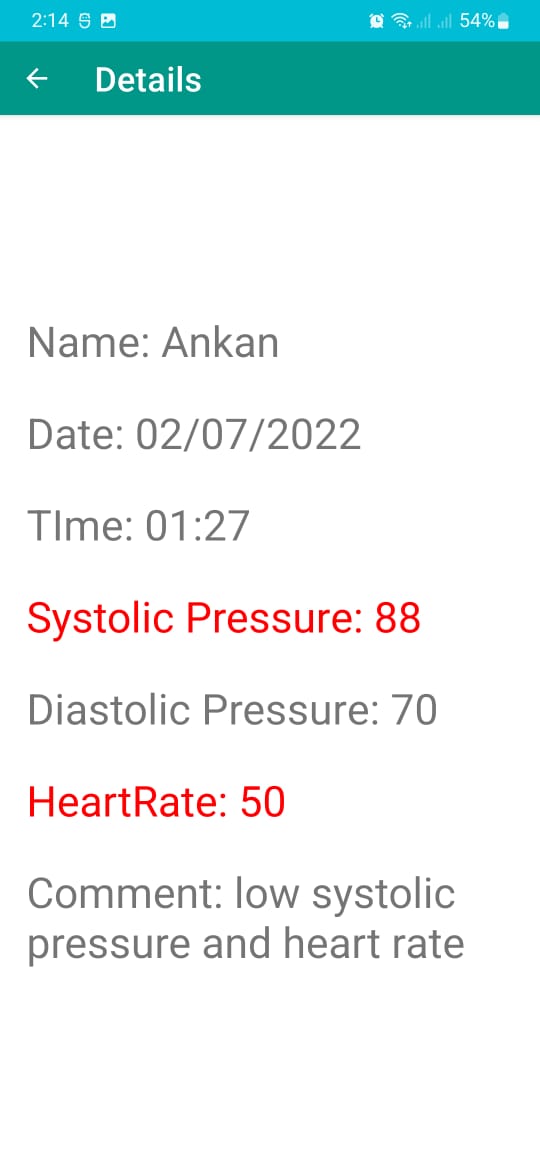 2:14 54%
Details
Name: Ankan
Date: 02/07/2022
TIme: 01:27
Systolic Pressure: 88
Diastolic Pressure: 70
HeartRate: 50
Comment: low systolic
pressure and heart rate